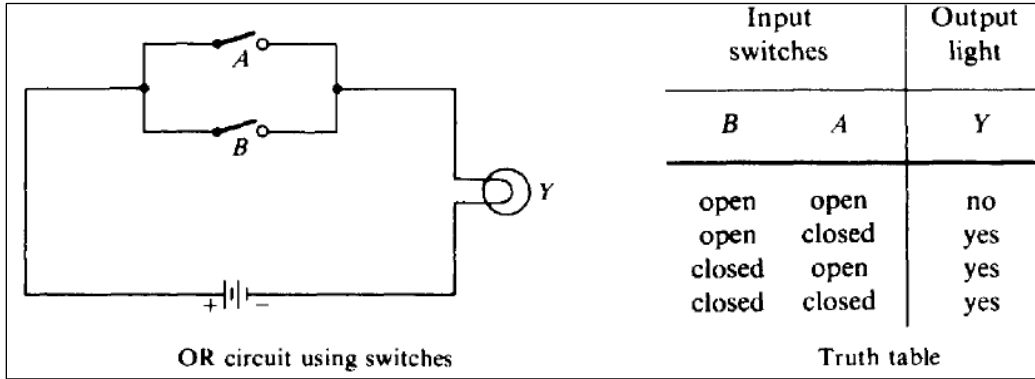 A
B
Y
+ −
OR circuit using switches
Input Output
switches light
B A Y
open open no
open closed yes
closed open yes
closed closed yes
Truth table